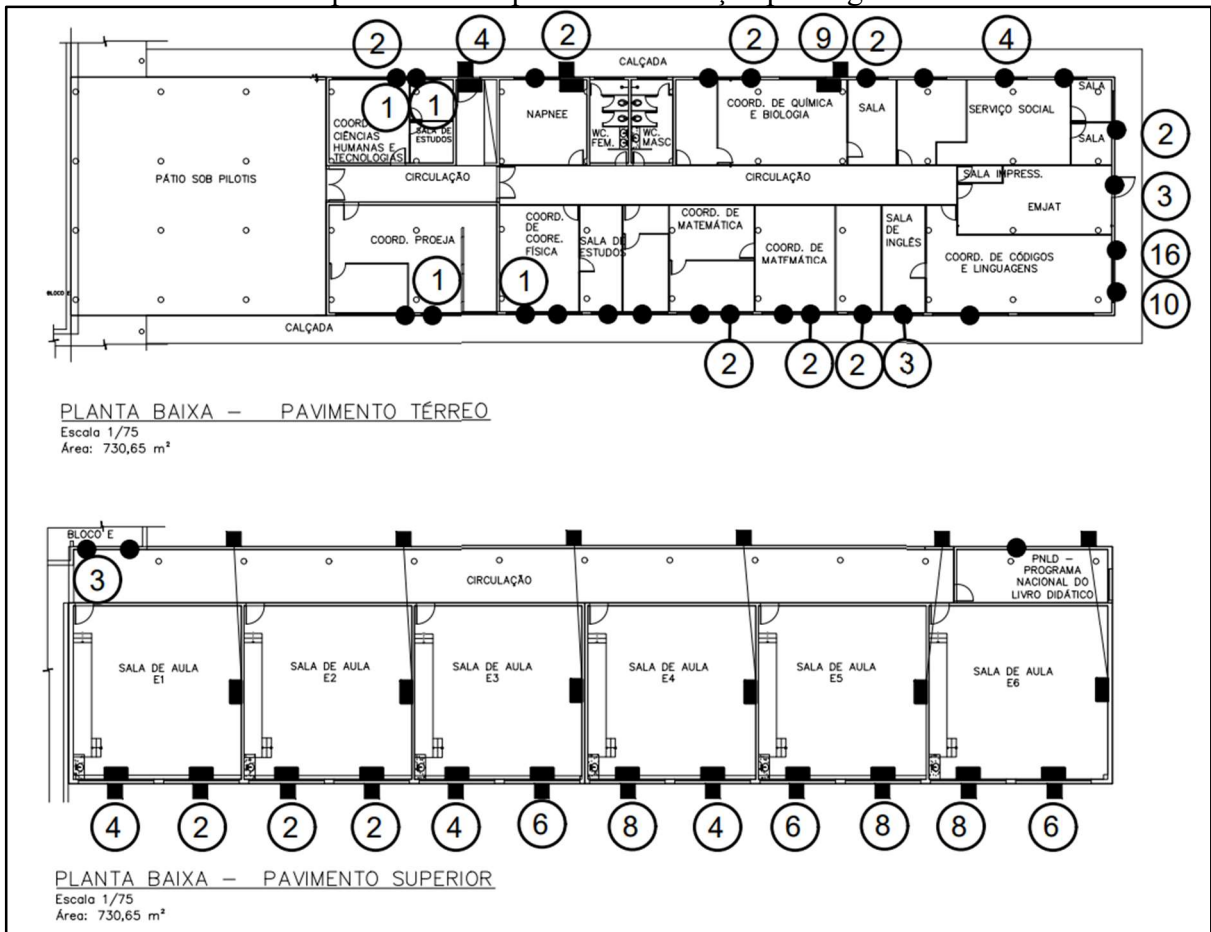 2 4 2 2 9 2 4
CALÇADA
1 1
COORD.
CIÊNCIAS
HUMANAS E
TECNOLOGIAS
SALA DE
ESTUDOS
NAPNEE
WC.
FEM.
WC.
MASC
COORD. DE QUÍMICA
E BIOLOGIA
SALA
SERVIÇO SOCIAL
SALA
SALA
2
PÁTIO SOB PILOTIS
CIRCULAÇÃO
CIRCULAÇÃO
SALA IMPRESS.
EMJAT
3
COORD. PROEJA
COORD.
DE
COORE.
FÍSICA
SALA DE
ESTUDOS
COORD. DE
MATEMÁTICA
COORD. DE
MATEMÁTICA
SALA
DE
INGLÊS
COORD. DE CÓDIGOS
E LINGUAGENS
16
10
BLOCO E
1 1
CALÇADA
2 2 2 3
PLANTA BAIXA – PAVIMENTO TÉRREO
Escala 1/75
Área: 730,65 m²
BLOCO E
3
CIRCULAÇÃO
PNLD –
PROGRAMA
NACIONAL DO
LIVRO DIDÁTICO
SALA DE AULA
E1
SALA DE AULA
E2
SALA DE AULA
E3
SALA DE AULA
E4
SALA DE AULA
E5
SALA DE AULA
E6
4 2 2 2 4 6 8 4 6 8 8 6
PLANTA BAIXA – PAVIMENTO SUPERIOR
Escala 1/75
Área: 730,65 m²